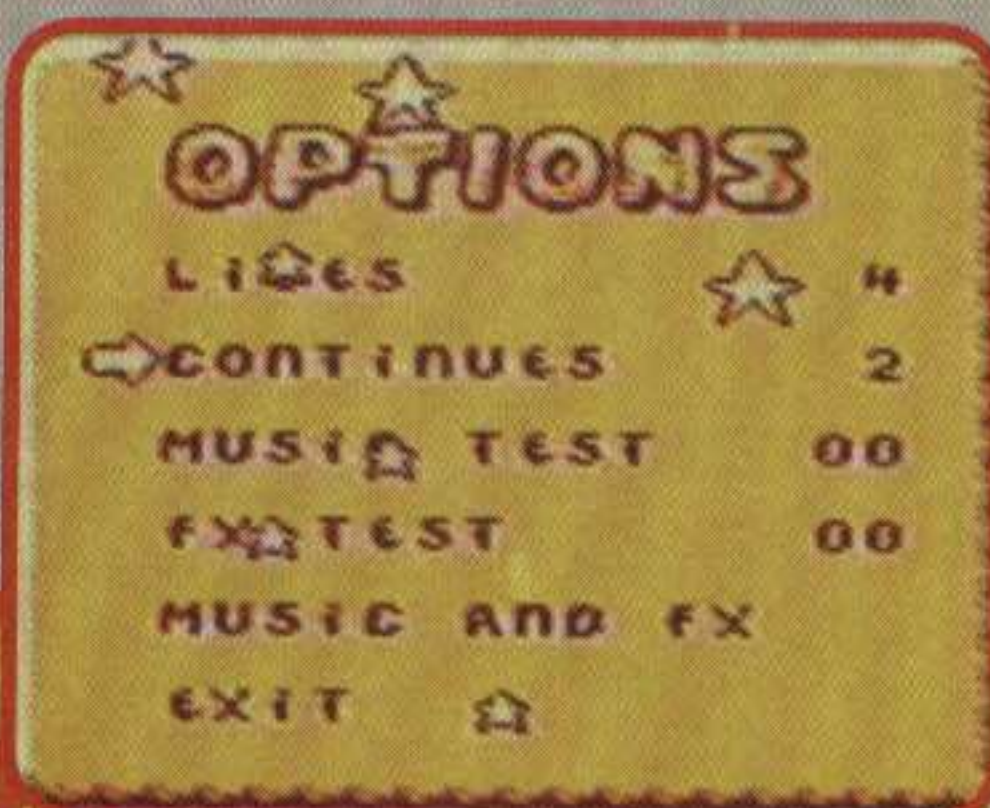 OPTIONS
LiVES 4
CONTiNUES 2
MUSiC TEST 00
FX TEST 00
MUSiC AND FX
EXiT